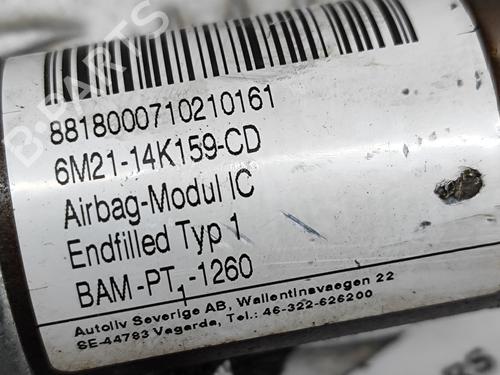 8818000710210161
6M21-14K159-CD
Airbag-Modul IC
Endfilled Typ 1
BAM-PT1-1260
Autoliv Sverige AB, Wallentinsvaegen 22
SE-44783 Vagarda, Tel.: 46-322-626200
B-PARTS